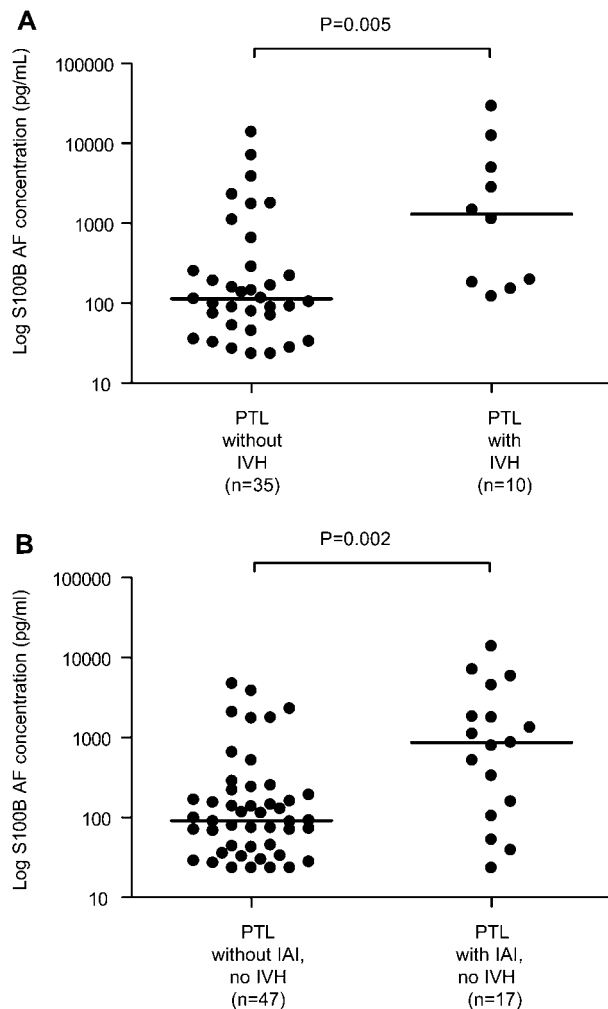 A
P=0.005
Log S100B AF concentration (pg/mL)
100000
10000
1000
100
10
PTL
without
IVH
(n=35)
PTL
with
IVH
(n=10)
B
P=0.002
Log S100B AF concentration (pg/ml)
100000
10000
1000
100
10
PTL
without IAI,
no IVH
(n=47)
PTL
with IAI,
no IVH
(n=17)